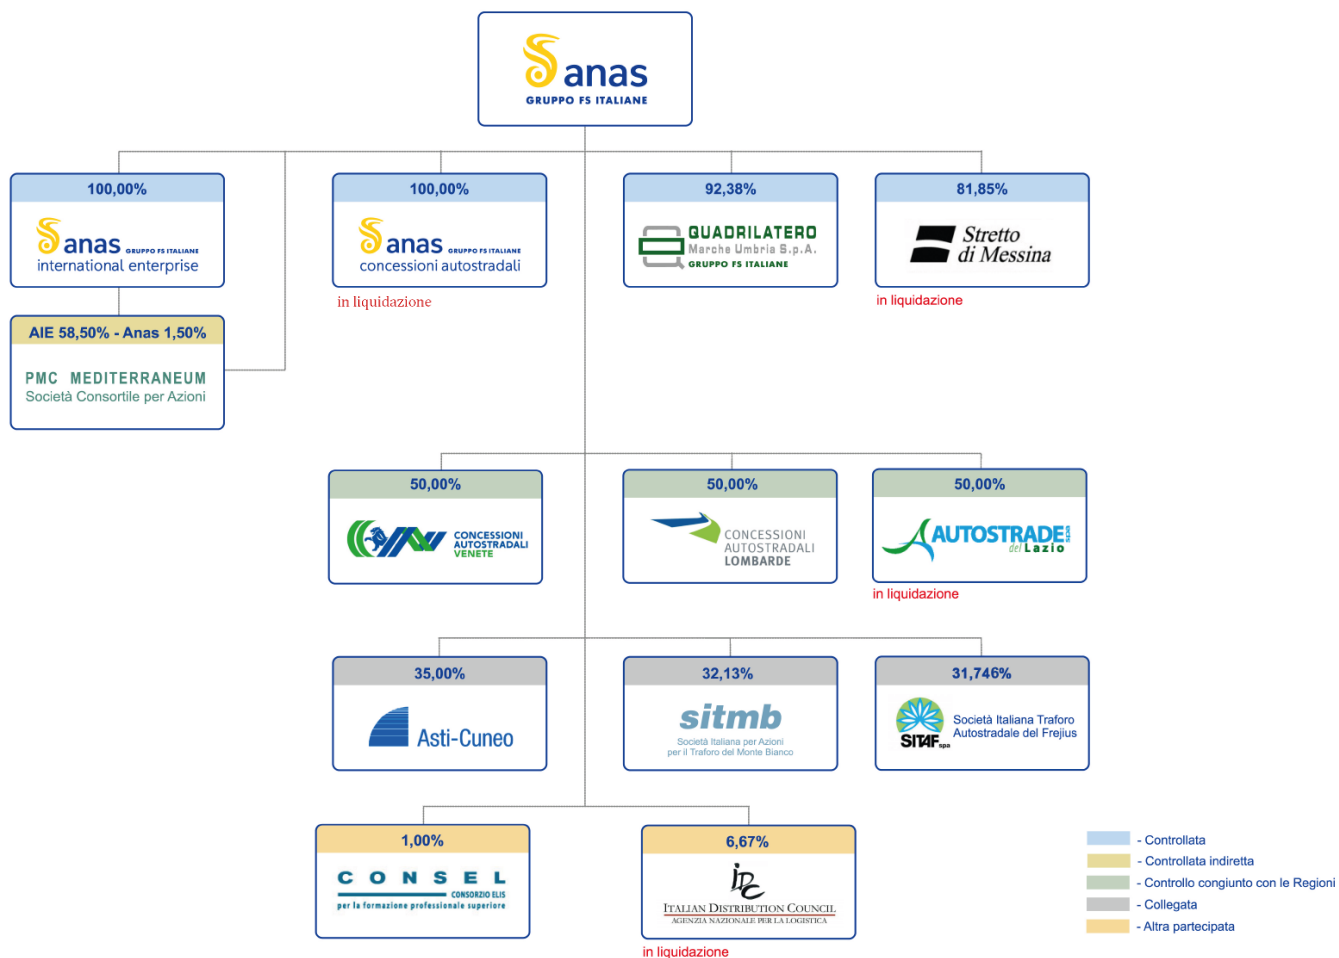 anas
GRUPPO FS ITALIANE
100,00%
anas GRUPPO FS ITALIANE
international enterprise
100,00%
anas GRUPPO FS ITALIANE
concessioni autostradali
in liquidazione
92,38%
QUADRILATERO
Marche Umbria S.p.A.
GRUPPO FS ITALIANE
81,85%
Stretto
di Messina
in liquidazione
AIE 58,50% - Anas 1,50%
PMC MEDITERRANEUM
Società Consortile per Azioni
50,00%
CAV
CONCESSIONI
AUTOSTRADALI
VENETE
50,00%
CONCESSIONI
AUTOSTRADALI
LOMBARDE
50,00%
AUTOSTRADE spa
del Lazio
in liquidazione
35,00%
Asti-Cuneo
32,13%
sitmb
Società Italiana per Azioni
per il Traforo del Monte Bianco
31,746%
SITAF spa
Società Italiana Traforo
Autostradale del Frejius
1,00%
CONSEL
CONSORZIO ELIS
per la formazione professionale superiore
6,67%
IDC
ITALIAN DISTRIBUTION COUNCIL
AGENZIA NAZIONALE PER LA LOGISTICA
in liquidazione
- Controllata
- Controllata indiretta
- Controllo congiunto con le Regioni
- Collegata
- Altra partecipata